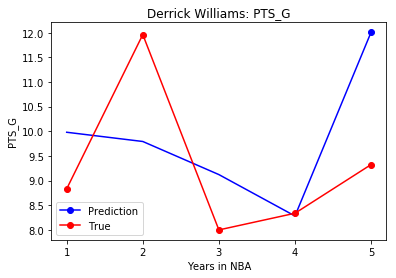 Derrick Williams: PTS_G
PTS_G
12.0
11.5
11.0
10.5
10.0
9.5
9.0
8.5
8.0
Prediction
True
1 2 3 4 5
Years in NBA